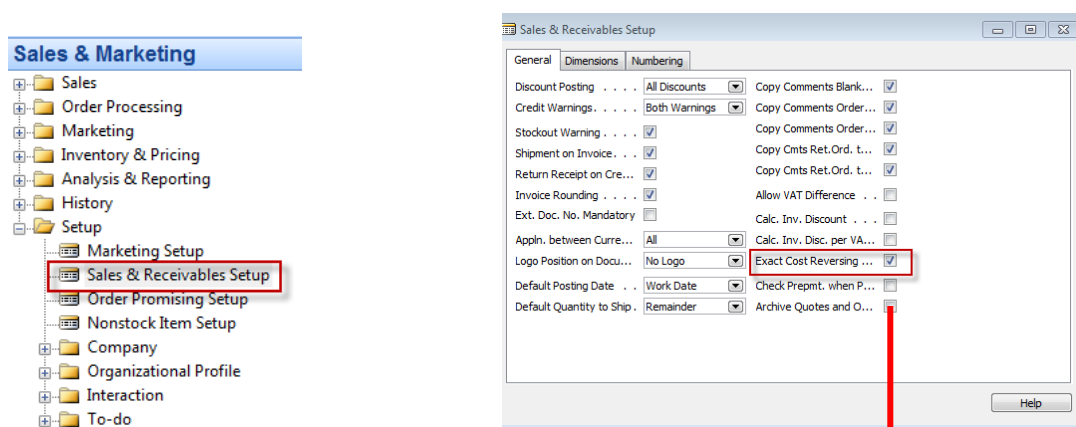 Sales & Marketing
Sales
Order Processing
Marketing
Inventory & Pricing
Analysis & Reporting
History
Setup
Marketing Setup
Sales & Receivables Setup
Order Promising Setup
Nonstock Item Setup
Company
Organizational Profile
Interaction
To-do
Sales & Receivables Setup
General Dimensions Numbering
Discount Posting . . . . All Discounts
Credit Warnings. . . . . Both Warnings
Stockout Warning . . . .
Shipment on Invoice. . .
Return Receipt on Cre...
Invoice Rounding . . . .
Ext. Doc. No. Mandatory
Appln. between Curre... All
Logo Position on Docu... No Logo
Default Posting Date . . Work Date
Default Quantity to Ship . Remainder
Copy Comments Blank...
Copy Comments Order...
Copy Comments Order...
Copy Cmts Ret.Ord. t...
Copy Cmts Ret.Ord. t...
Allow VAT Difference . .
Calc. Inv. Discount . . .
Calc. Inv. Disc. per VA...
Exact Cost Reversing ...
Check Prepmt. when P...
Archive Quotes and O...
Help